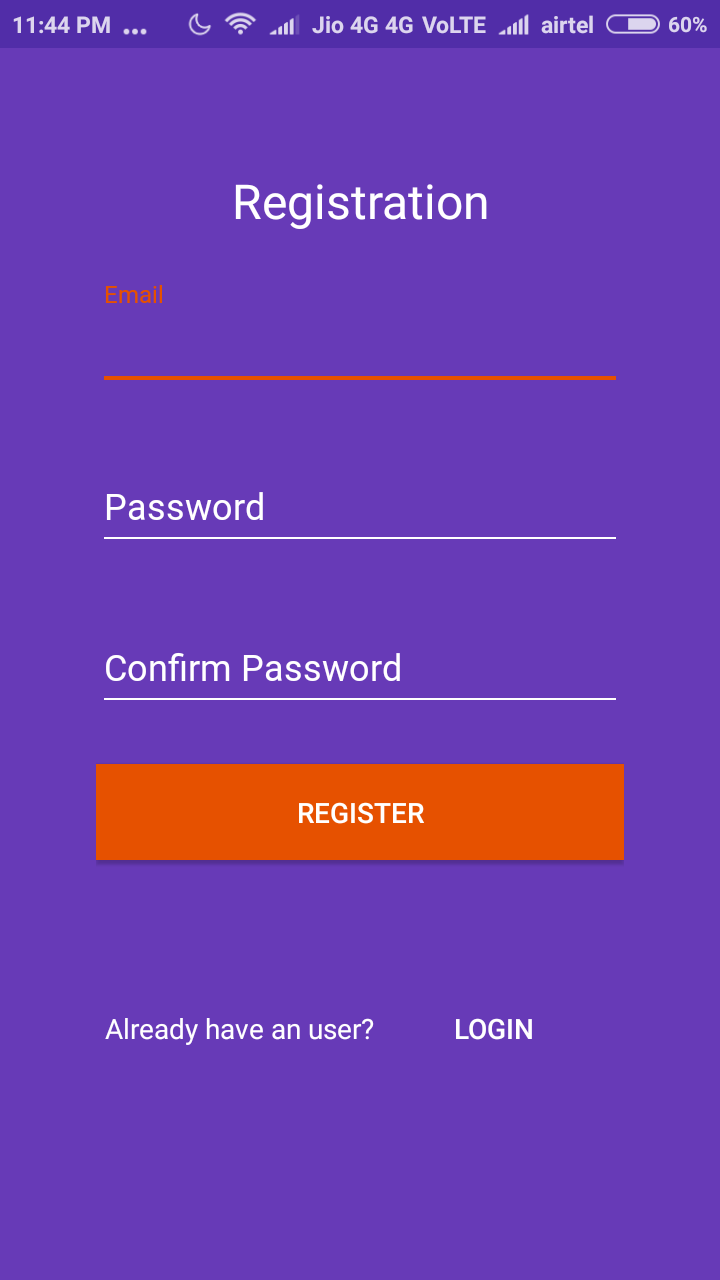 11:44 PM ... Jio 4G 4G VoLTE airtel 60%
Registration
Email
Password
Confirm Password
REGISTER
Already have an user? LOGIN